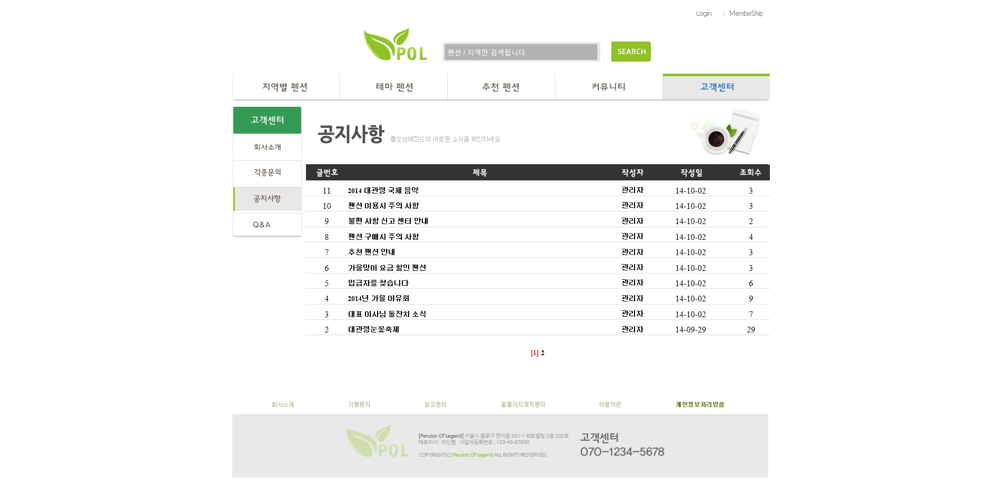 Login | MemberShip
POL
펜션 / 지역만 검색됩니다.
SEARCH
지역별 펜션 테마 펜션 추천 펜션 커뮤니티 고객센터
고객센터
회사소개
각종문의
공지사항
Q&A
공지사항 폴오브레전드의 새로운 소식을 확인하세요
글번호 제목 작성자 작성일 조회수
11 2014 대관령 국제 음악 관리자 14-10-02 3
10 팬션 이용시 주의 사항 관리자 14-10-02 3
9 불편 사항 신고 센터 안내 관리자 14-10-02 2
8 팬션 구매시 주의 사항 관리자 14-10-02 4
7 추천 팬션 안내 관리자 14-10-02 3
6 가을맞이 요금 할인 팬션 관리자 14-10-02 3
5 입금자를 찾습니다 관리자 14-10-02 6
4 2014년 가을 야유회 관리자 14-10-02 9
3 대표 이사님 돌잔치 소식 관리자 14-10-02 7
2 대관령눈꽃축제 관리자 14-09-29 29
[1] 2
회사소개 가맹문의 광고문의 홈페이지제작문의 이용약관 개인정보처리방침
POL
[Pension Of Legend] 서울시 종로구 연지동 261-1 리도빌딩 2층 202호
대표이사 : 이신협 사업자등록번호 ; 123-45-67890
COPYRIGHT(C) Pension Of Legend ALL RIGHTS RESTERVED.
고객센터
070-1234-5678